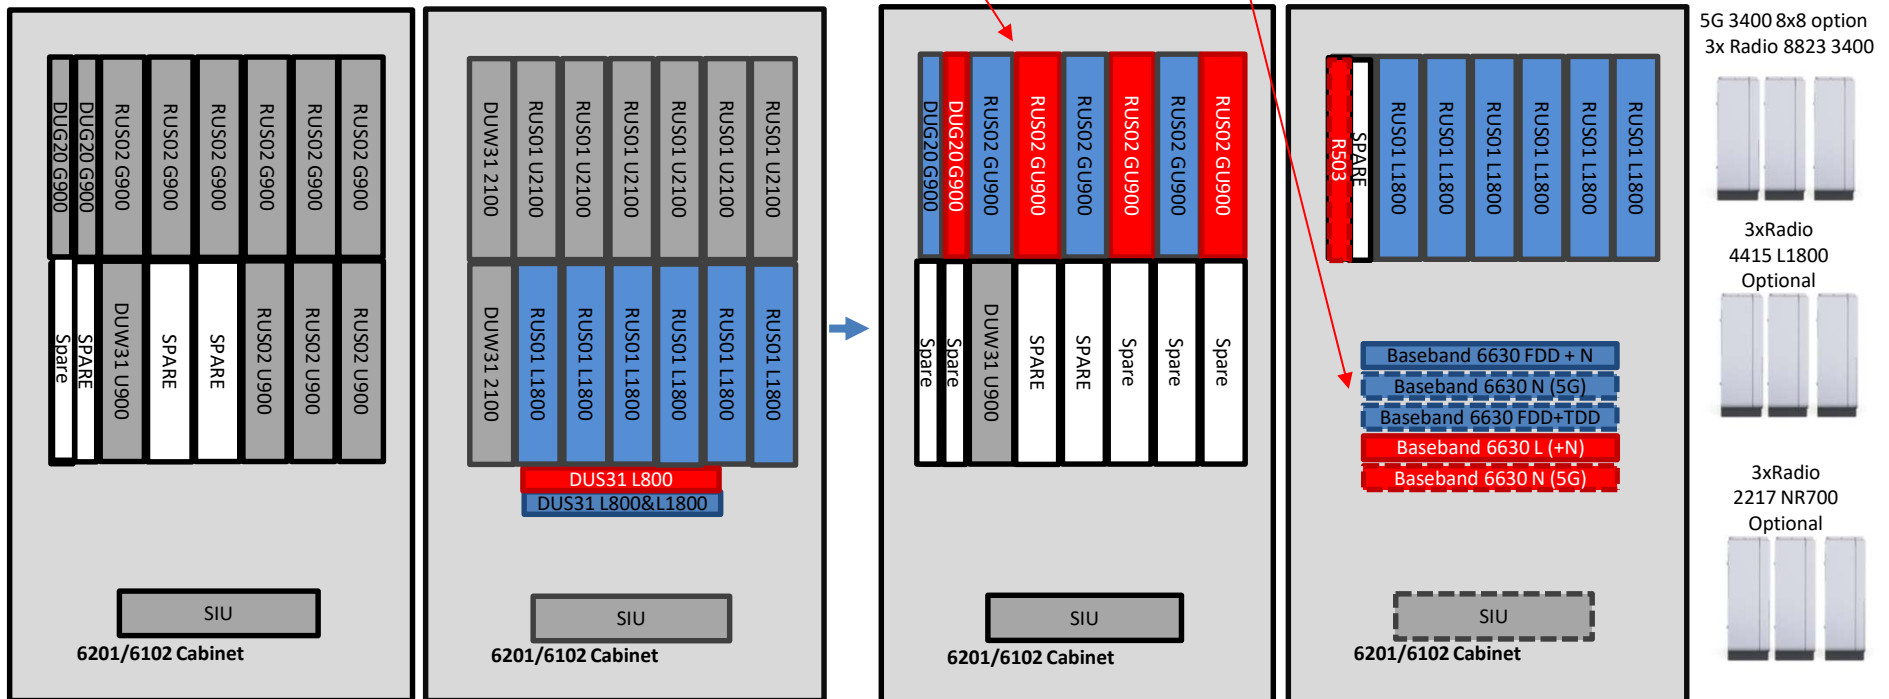 DUG20 G900
DUG20 G900
RUS02 G900
RUS02 G900
RUS02 G900
RUS02 G900
RUS02 G900
RUS02 G900
Spare
SPARE
DUW31 U900
SPARE
SPARE
RUS02 U900
RUS02 U900
RUS02 U900
SIU
6201/6102 Cabinet
DUW31 2100
RUS01 U2100
RUS01 U2100
RUS01 U2100
RUS01 U2100
RUS01 U2100
RUS01 U2100
DUW31 2100
RUS01 L1800
RUS01 L1800
RUS01 L1800
RUS01 L1800
RUS01 L1800
RUS01 L1800
DUS31 L800
DUS31 L800&L1800
SIU
6201/6102 Cabinet
DUG20 G900
DUG20 G900
RUS02 GU900
RUS02 GU900
RUS02 GU900
RUS02 GU900
RUS02 GU900
RUS02 GU900
Spare
Spare
DUW31 U900
SPARE
SPARE
Spare
Spare
Spare
SIU
6201/6102 Cabinet
R503
SPARE
RUS01 L1800
RUS01 L1800
RUS01 L1800
RUS01 L1800
RUS01 L1800
RUS01 L1800
Baseband 6630 FDD + N
Baseband 6630 N (5G)
Baseband 6630 FDD+TDD
Baseband 6630 L (+N)
Baseband 6630 N (5G)
SIU
6201/6102 Cabinet
5G 3400 8x8 option
3x Radio 8823 3400
3xRadio
4415 L1800
Optional
3xRadio
2217 NR700
Optional